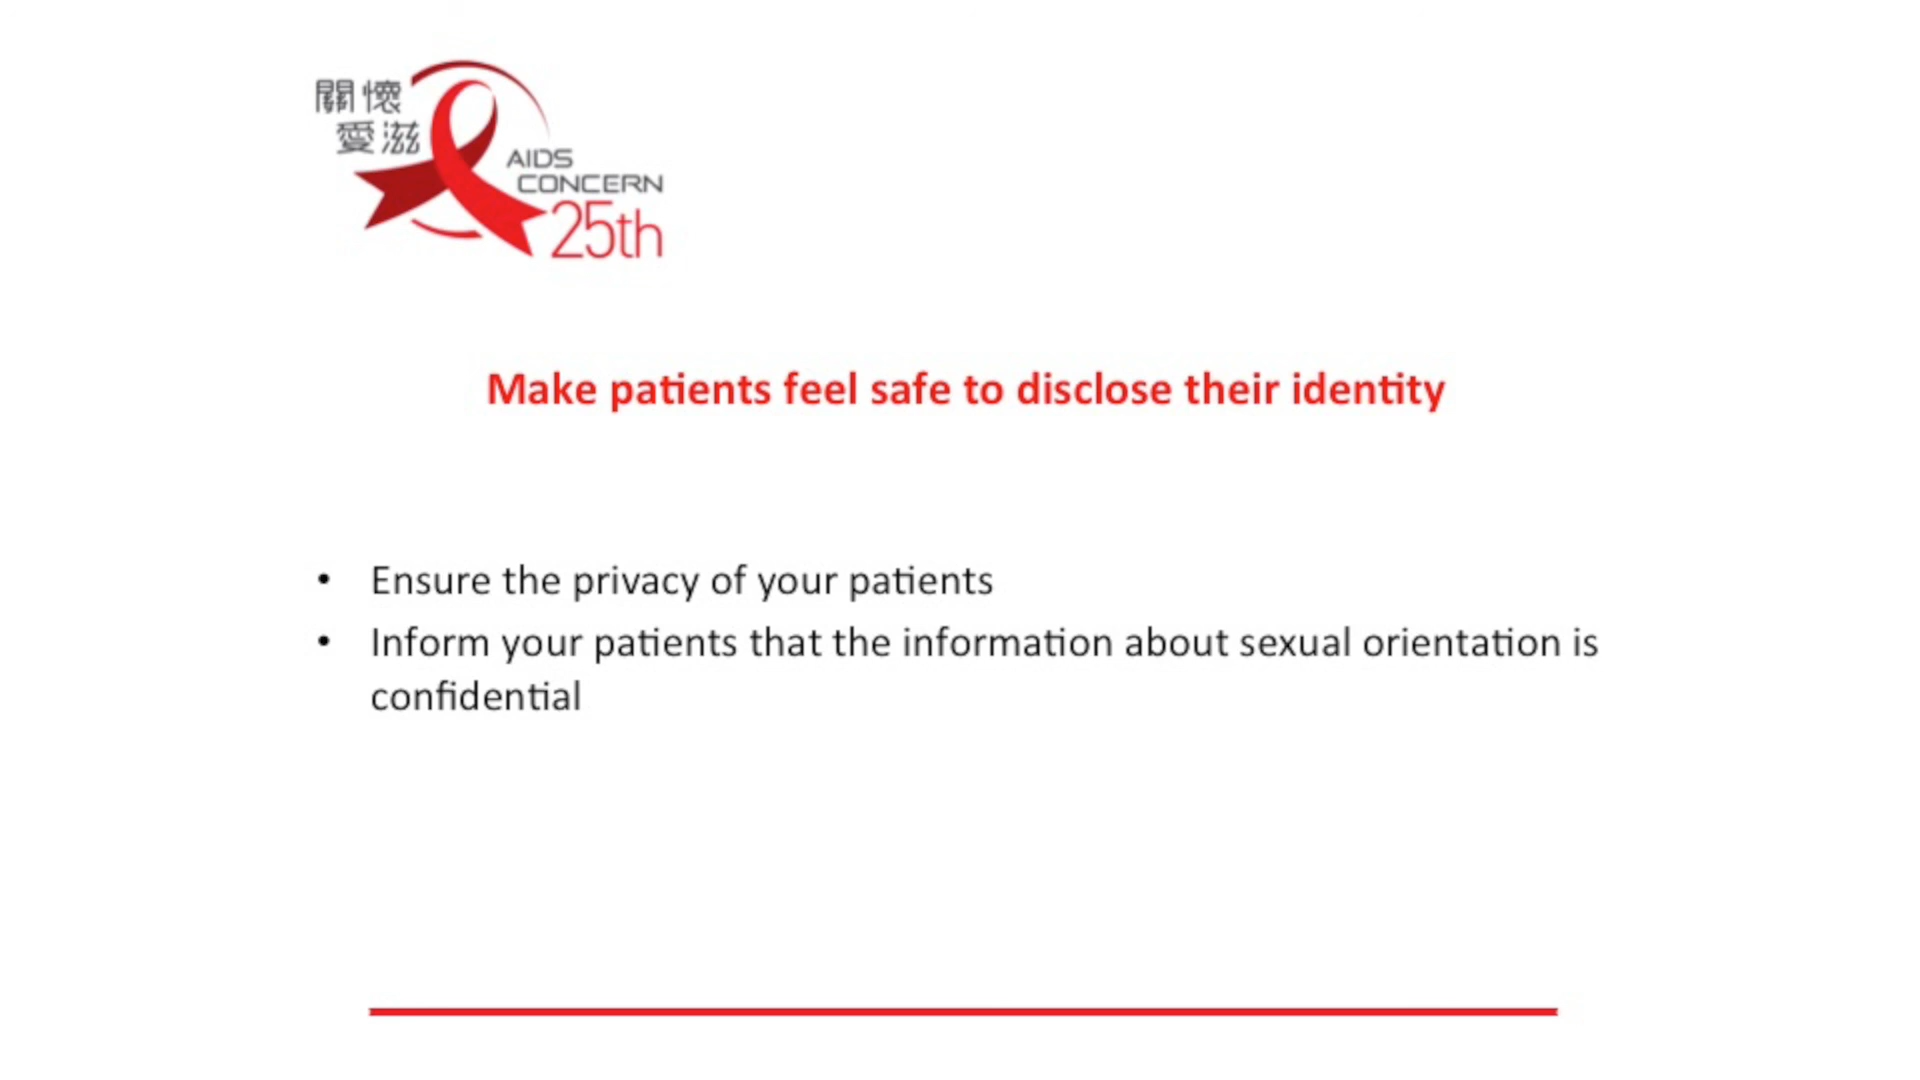 關懷
愛滋
AIDS
CONCERN
25th
Make patients feel safe to disclose their identity
• Ensure the privacy of your patients
• Inform your patients that the information about sexual orientation is
confidential